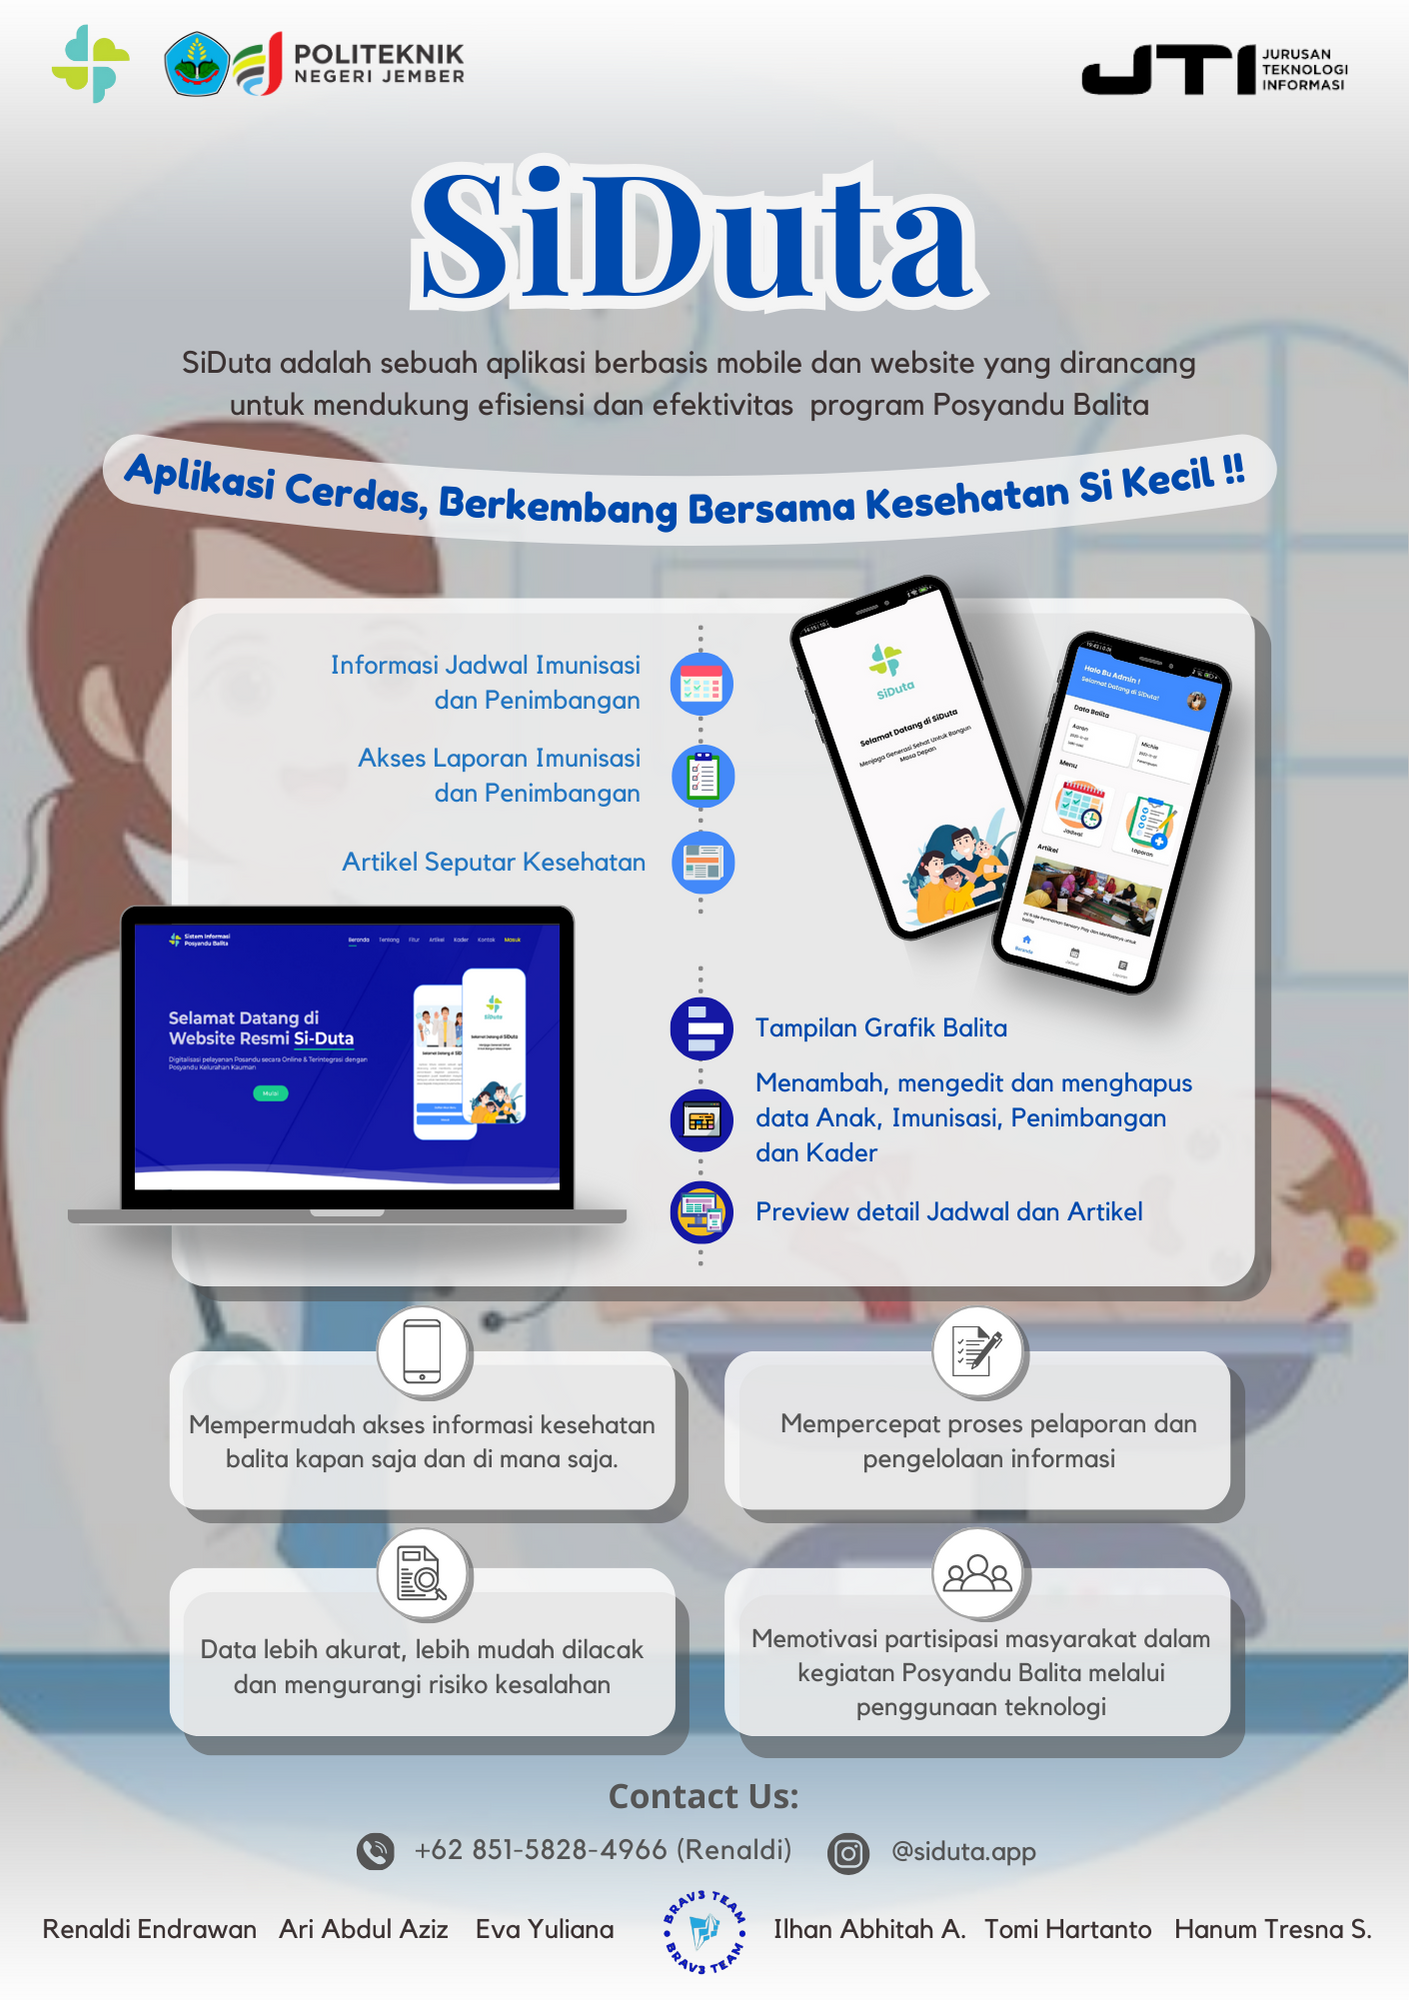 POLITEKNIK
NEGERI JEMBER
JTI
JURUSAN
TEKNOLOGI
INFORMASI
SiDuta
SiDuta adalah sebuah aplikasi berbasis mobile dan website yang dirancang
untuk mendukung efisiensi dan efektivitas program Posyandu Balita
Aplikasi Cerdas, Berkembang Bersama Kesehatan Si Kecil !!
Informasi Jadwal Imunisasi
dan Penimbangan
Akses Laporan Imunisasi
dan Penimbangan
Artikel Seputar Kesehatan
SiDuta
Selamat Datang di SiDuta
Menjaga Generasi Sehat Untuk Bangun
Masa Depan
Halo Bu Admin !
Selamat Datang di SiDuta!
Data Balita
Michle
Menu
Jadwal
Laporan
Artikel
Beranda
Jadwal
Laporan
Sistem Informasi
Posyandu Balita
Beranda Tentang Fitur Artikel Kader Kontak Masuk
Selamat Datang di
Website Resmi Si-Duta
Digitalisasi pelayanan Posandu secara Online & Terintegrasi dengan
Posyandu Kelurahan Kauman
Mulai
SiDuta
Selamat Datang di SiDuta
Tampilan Grafik Balita
Menambah, mengedit dan menghapus
data Anak, Imunisasi, Penimbangan
dan Kader
Preview detail Jadwal dan Artikel
Mempermudah akses informasi kesehatan
balita kapan saja dan di mana saja.
Mempercepat proses pelaporan dan
pengelolaan informasi
Data lebih akurat, lebih mudah dilacak
dan mengurangi risiko kesalahan
Memotivasi partisipasi masyarakat dalam
kegiatan Posyandu Balita melalui
penggunaan teknologi
Contact Us:
+62 851-5828-4966 (Renaldi)
@siduta.app
Renaldi Endrawan Ari Abdul Aziz Eva Yuliana
BRAV3 TEAM
BRAV3 TEAM
Ilhan Abhitah A. Tomi Hartanto Hanum Tresna S.